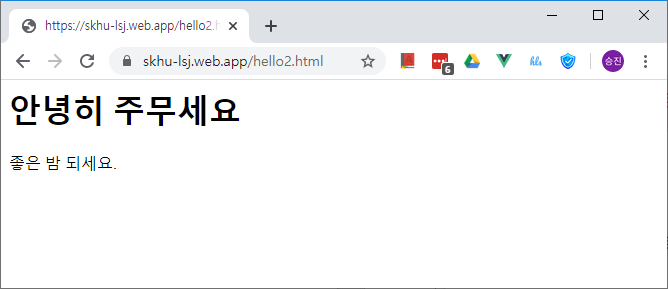 https://skhu-lsj.web.app/hello2.h
skhu-lsj.web.app/hello2.html
6
hls
승진
안녕히 주무세요
좋은 밤 되세요.